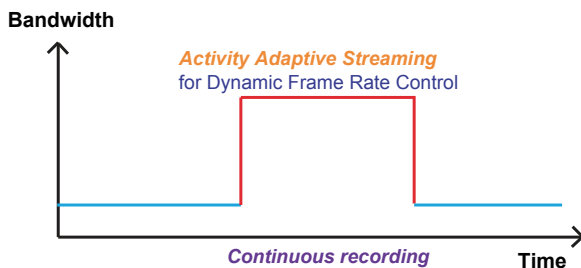 Bandwidth
Activity Adaptive Streaming
for Dynamic Frame Rate Control
Continuous recording
Time